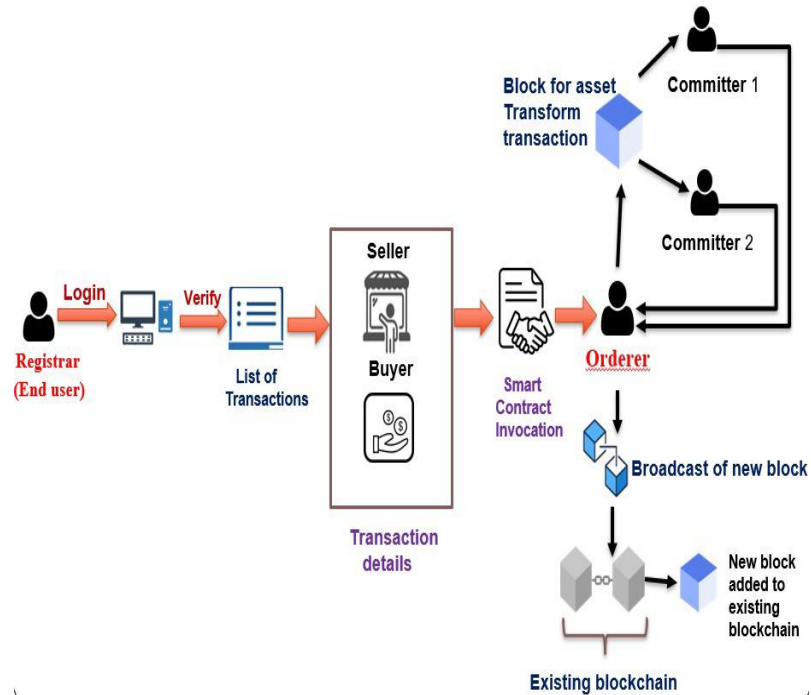 Block for asset
Transform
transaction
Committer 1
Committer 2
Seller
Buyer
Login
Verify
Registrar
(End user)
List of
Transactions
Transaction
details
Smart
Contract
Invocation
Orderer
Broadcast of new block
New block
added to
existing
blockchain
Existing blockchain